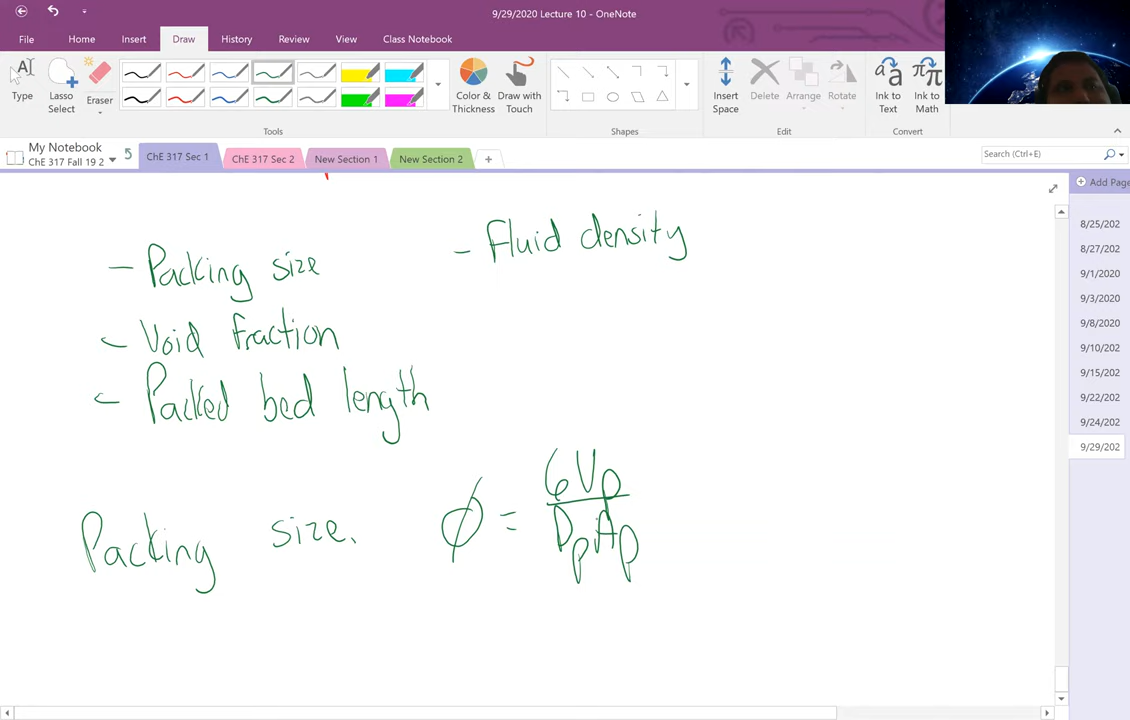 9/29/2020 Lecture 10 - OneNote
File Home Insert Draw History Review View Class Notebook
Type
Lasso Select
Eraser
Color & Thickness
Draw with Touch
Insert Space
Delete
Arrange
Rotate
Ink to Text
Ink to Math
Tools
Shapes
Edit
Convert
My Notebook
ChE 317 Fall 19 2
ChE 317 Sec 1
ChE 317 Sec 2
New Section 1
New Section 2
Search (Ctrl+E)
Add Page
8/25/202
8/27/202
9/1/2020
9/3/2020
9/8/2020
9/10/202
9/15/202
9/22/202
9/24/202
9/29/202
- Packing size
- Fluid density
- Void fraction
- Packed bed length
Packing size. φ = 6Vp / DpAp